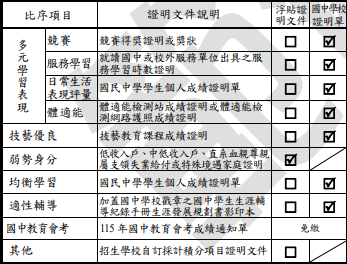 比序項目 證明文件說明 浮貼證明文件 國中學校證明單
多元學習表現 競賽 競賽得獎證明或獎狀 □ ☑
服務學習 就讀國中或校外服務單位出具之服務學習時數證明 □ ☑
日常生活表現評量 國民中學學生個人成績證明單 □ ☑
體適能 體適能檢測站成績證明或體適能檢測網路護照成績證明 □ ☑
技藝優良 技藝教育課程成績證明 □ ☑
弱勢身分 低收入戶、中低收入戶、直系血親尊親屬支領失業給付或特殊境遇家庭證明 ☑
均衡學習 國民中學學生個人成績證明單 □ ☑
適性輔導 加蓋國中學校戳章之國中學生生涯輔導紀錄手冊生涯發展規劃書影印本 □ ☑
國中教育會考 115 年國中教育會考成績通知單 免繳
其他 招生學校自訂採計積分項目證明文件 □